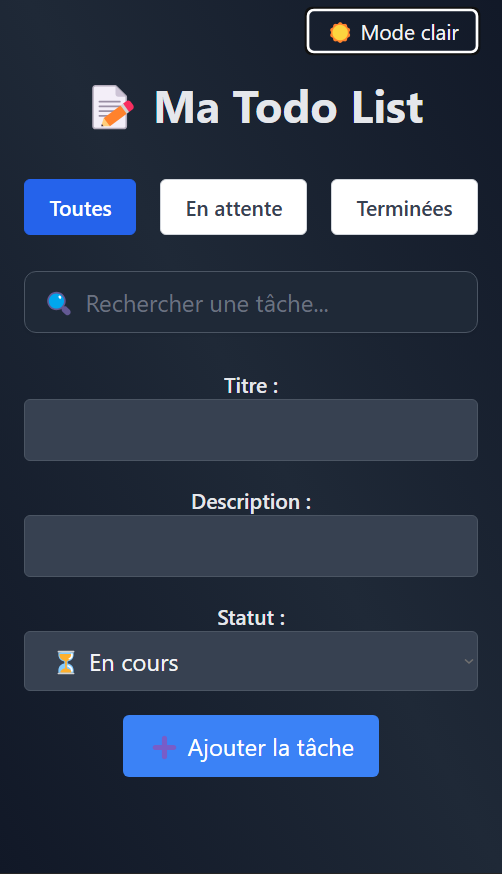 Mode clair
Ma Todo List
Toutes En attente Terminées
Rechercher une tâche...
Titre :
Description :
Statut :
En cours
Ajouter la tâche